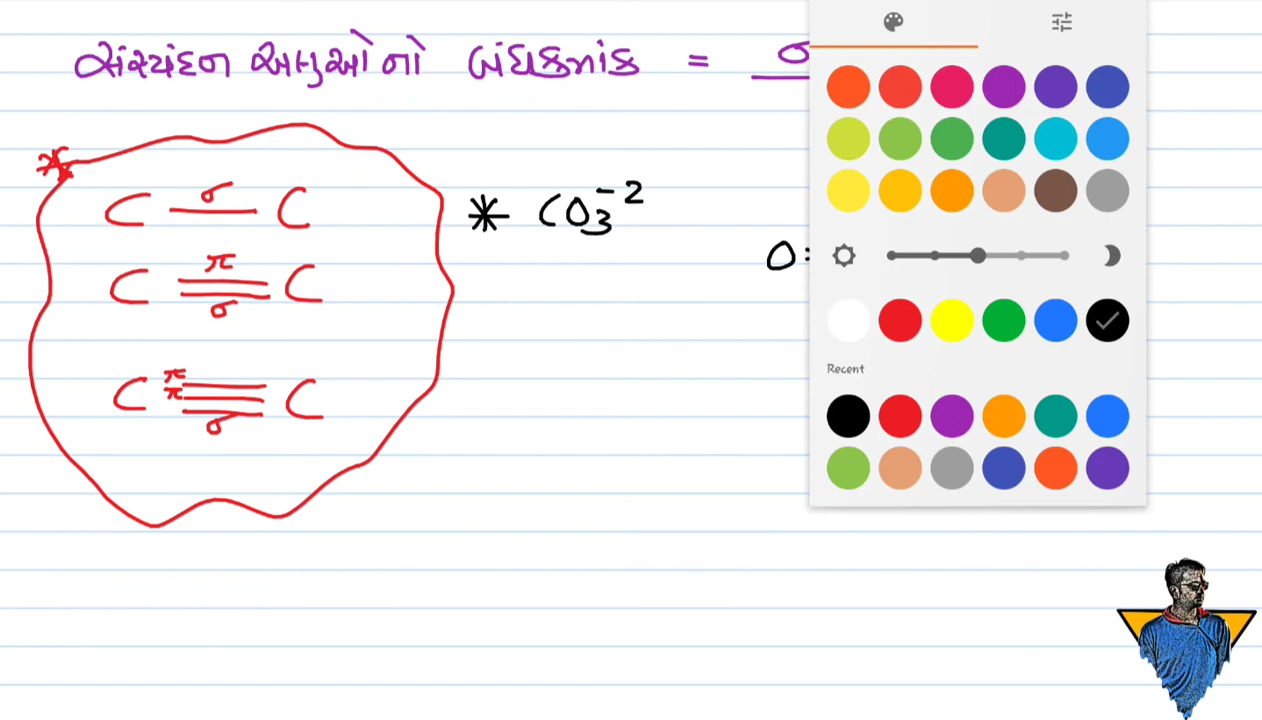 સંસ્પંદન અણુઓનો બંધક્રમાંક = σ
* C σ C
* CO₃⁻²
C π σ C
O=
C π π σ C
Recent